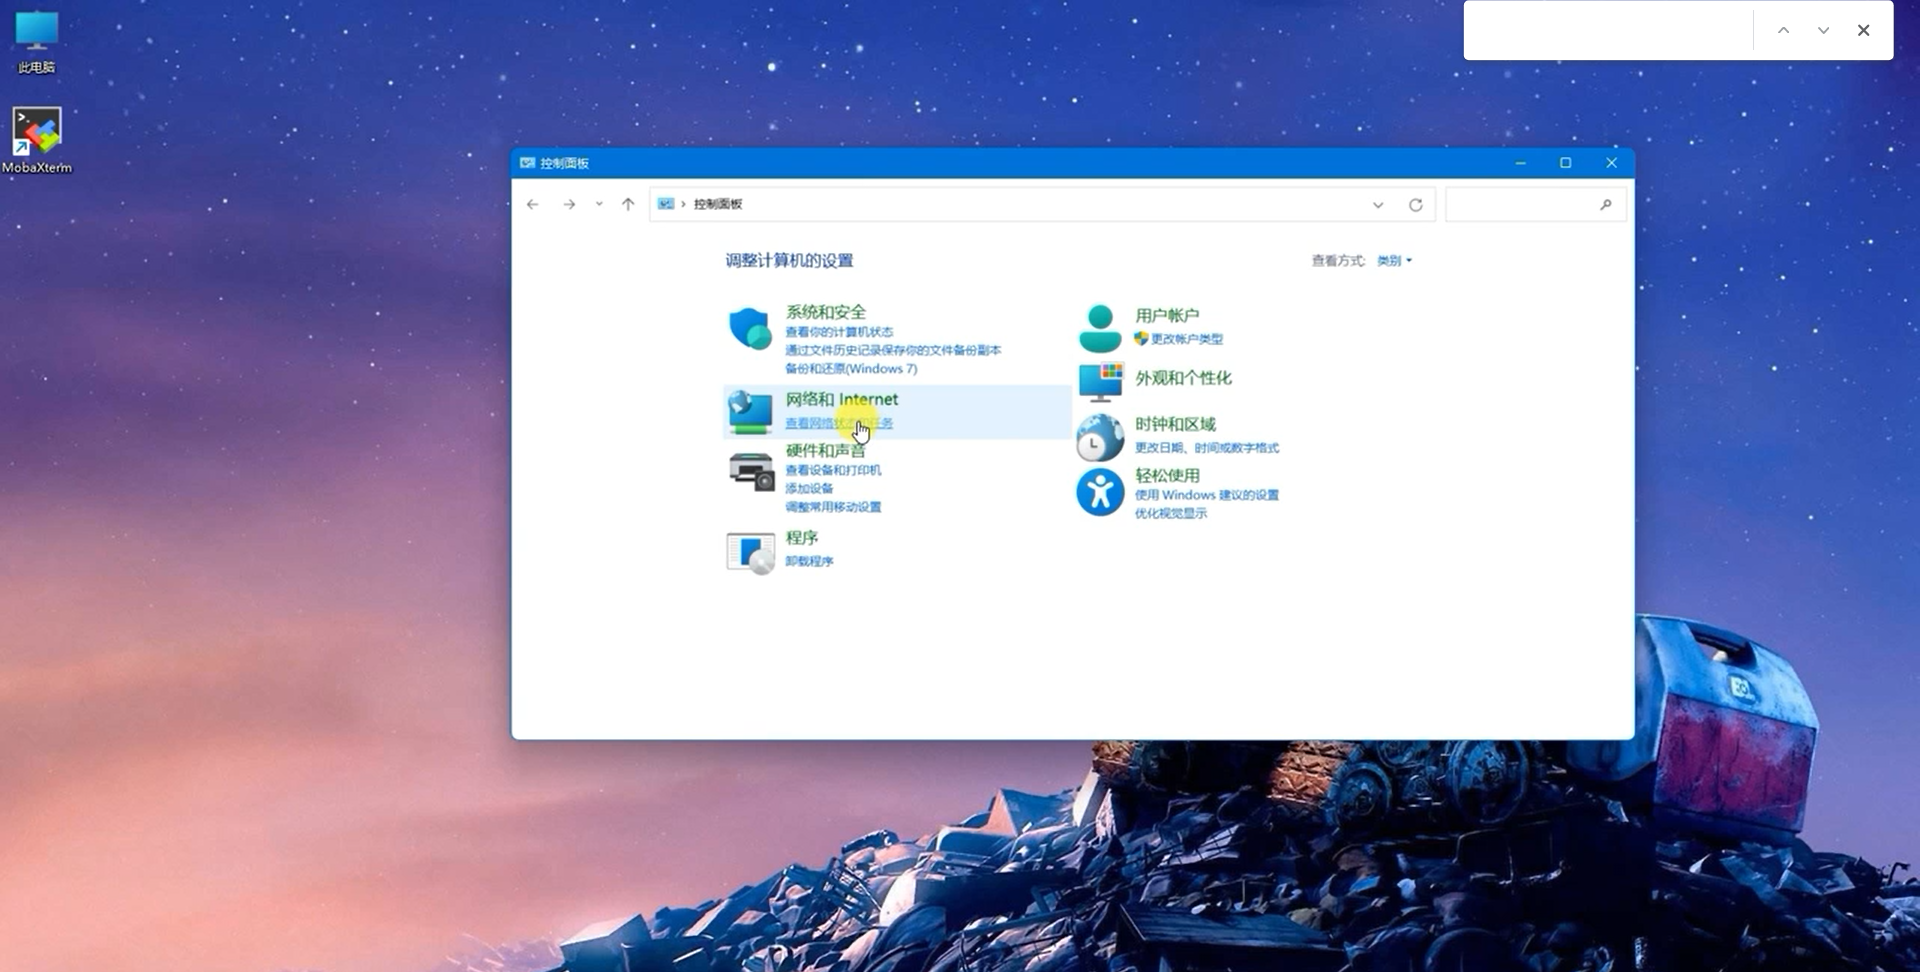 此电脑
MobaXterm
控制面板
控制面板
调整计算机的设置
查看方式: 类别
系统和安全
查看你的计算机状态
通过文件历史记录保存你的文件备份副本
备份和还原(Windows 7)
网络和 Internet
查看网络状态和任务
硬件和声音
查看设备和打印机
添加设备
调整常用移动设置
程序
卸载程序
用户帐户
更改帐户类型
外观和个性化
时钟和区域
更改日期、时间或数字格式
轻松使用
使用 Windows 建议的设置
优化视觉显示